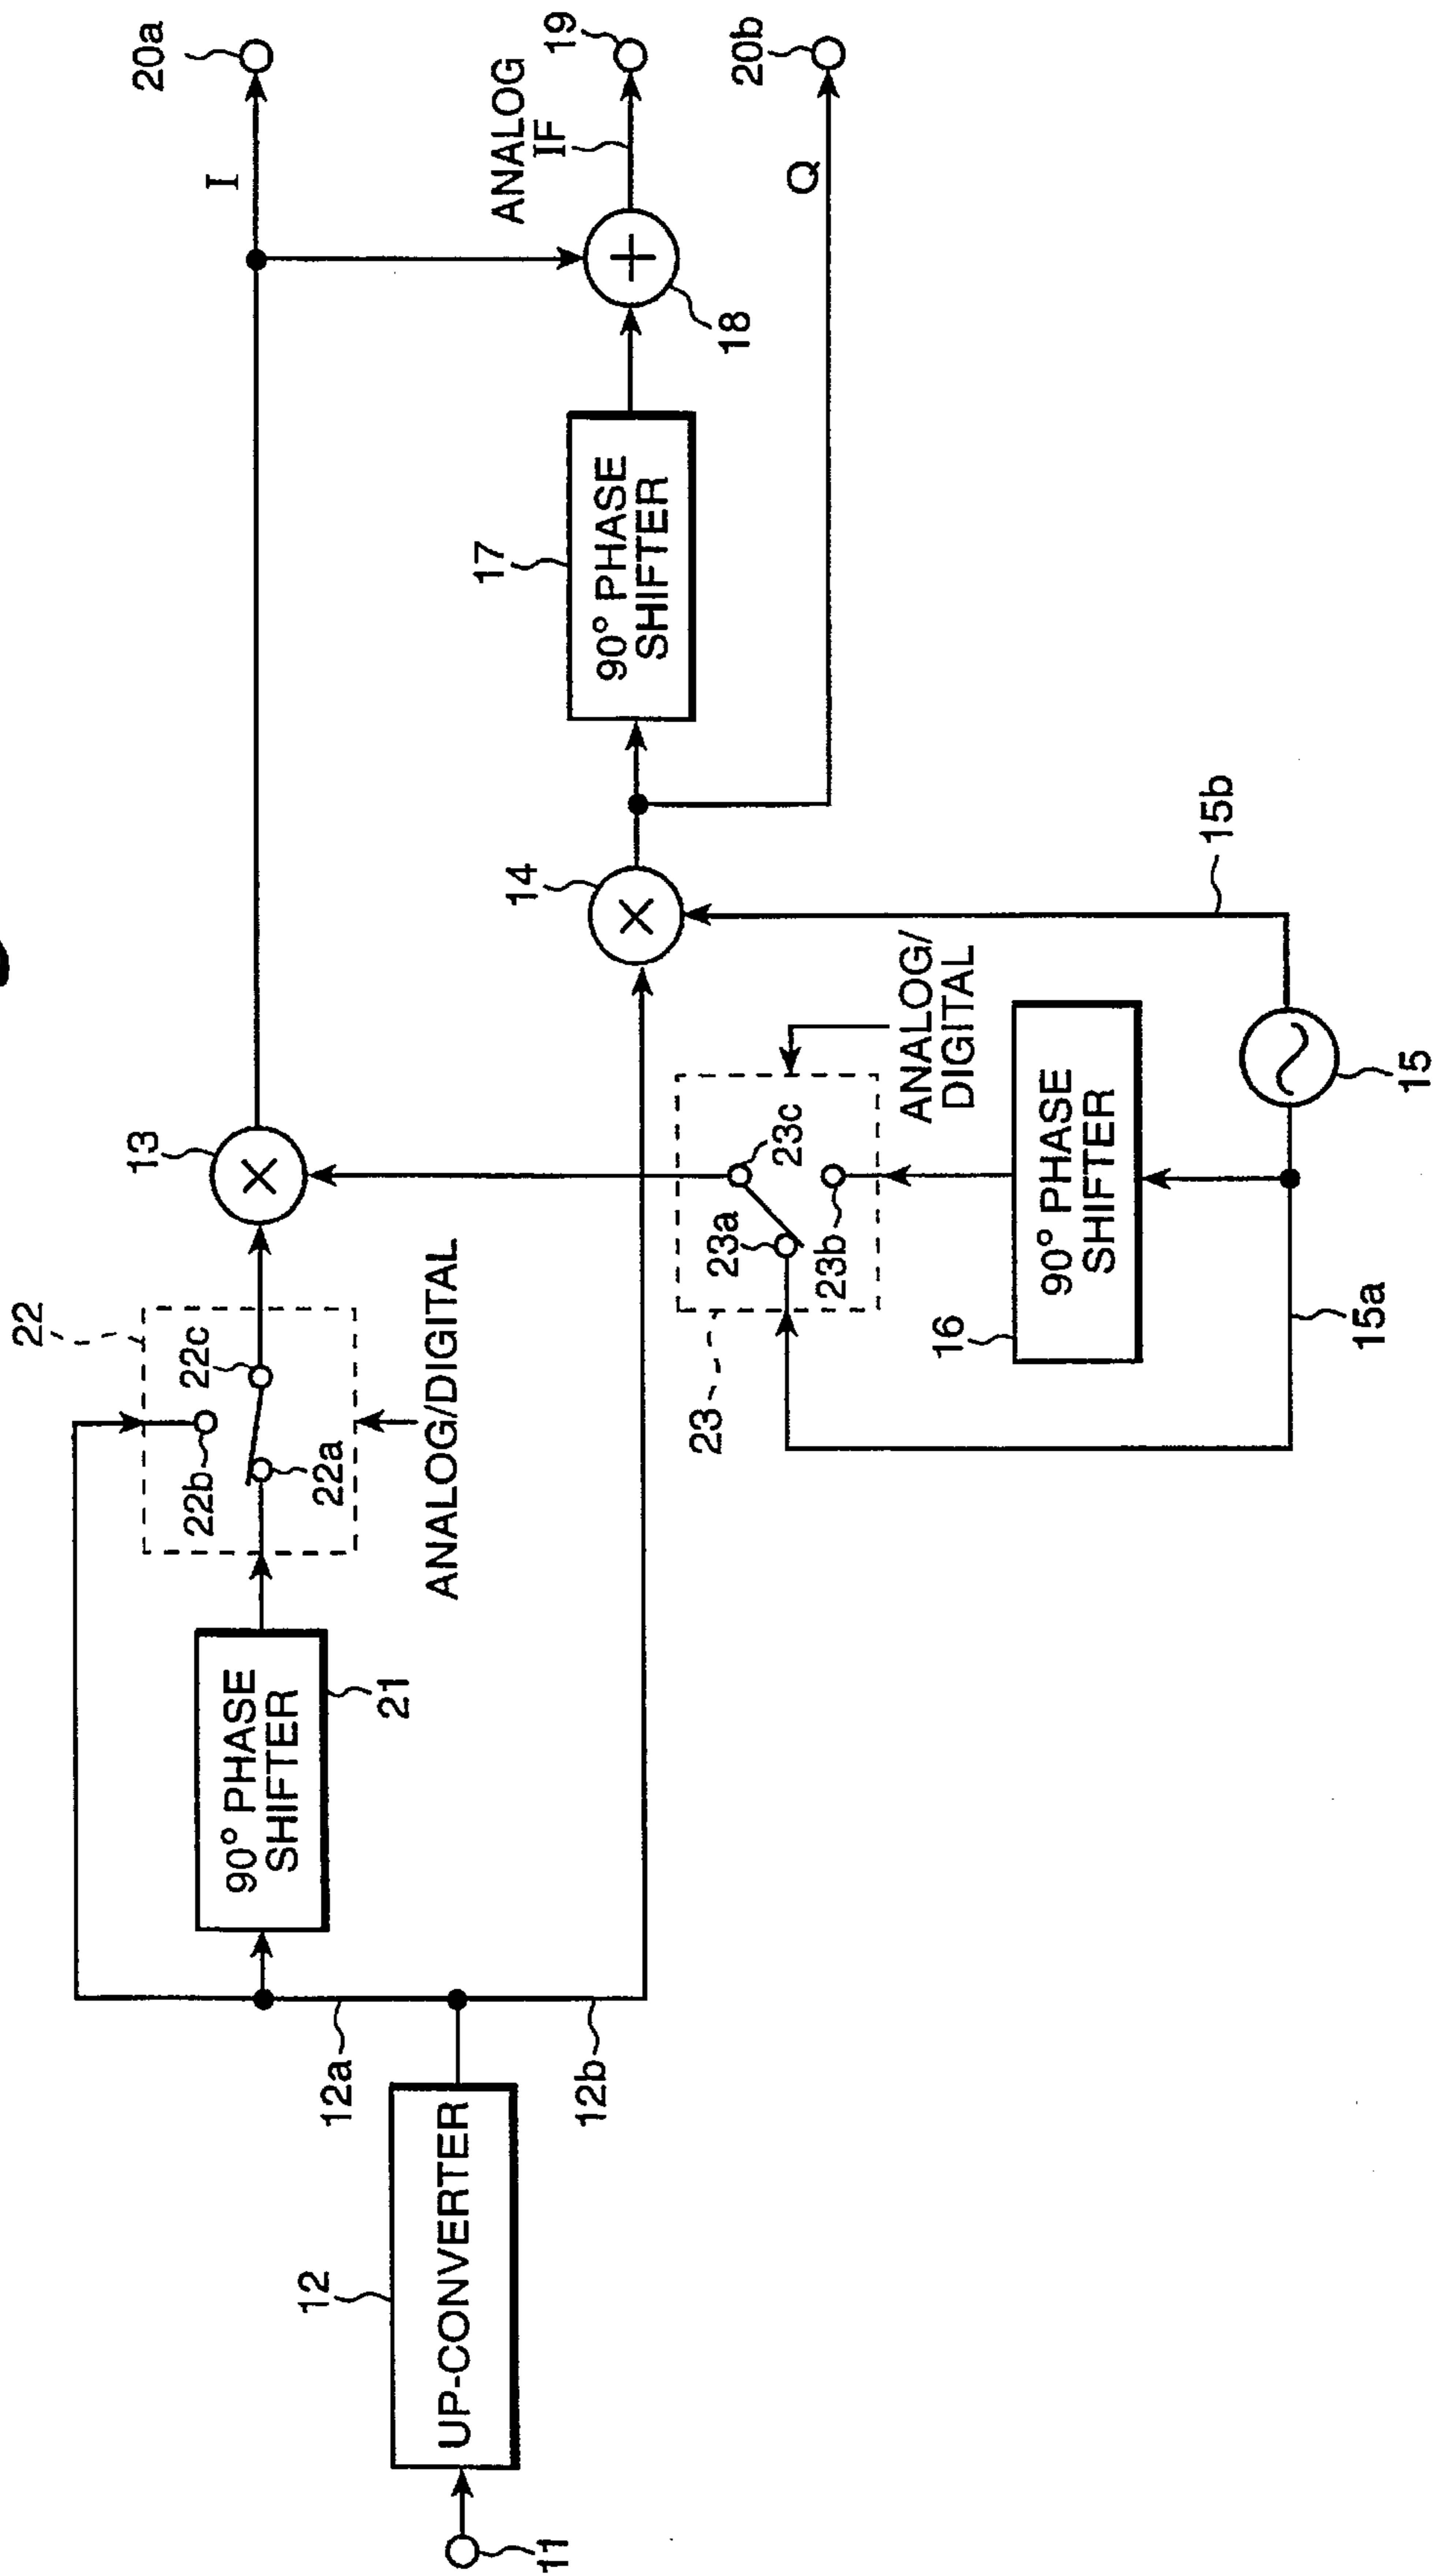 20a
I
19
ANALOG
IF
20b
Q
18
17
90° PHASE
SHIFTER
14
15b
13
ANALOG/
DIGITAL
15
23c
23a
23b
23
90° PHASE
SHIFTER
16
15a
22
22c
22b
22a
ANALOG/DIGITAL
90° PHASE
SHIFTER
21
12a
12b
12
UP-CONVERTER
11